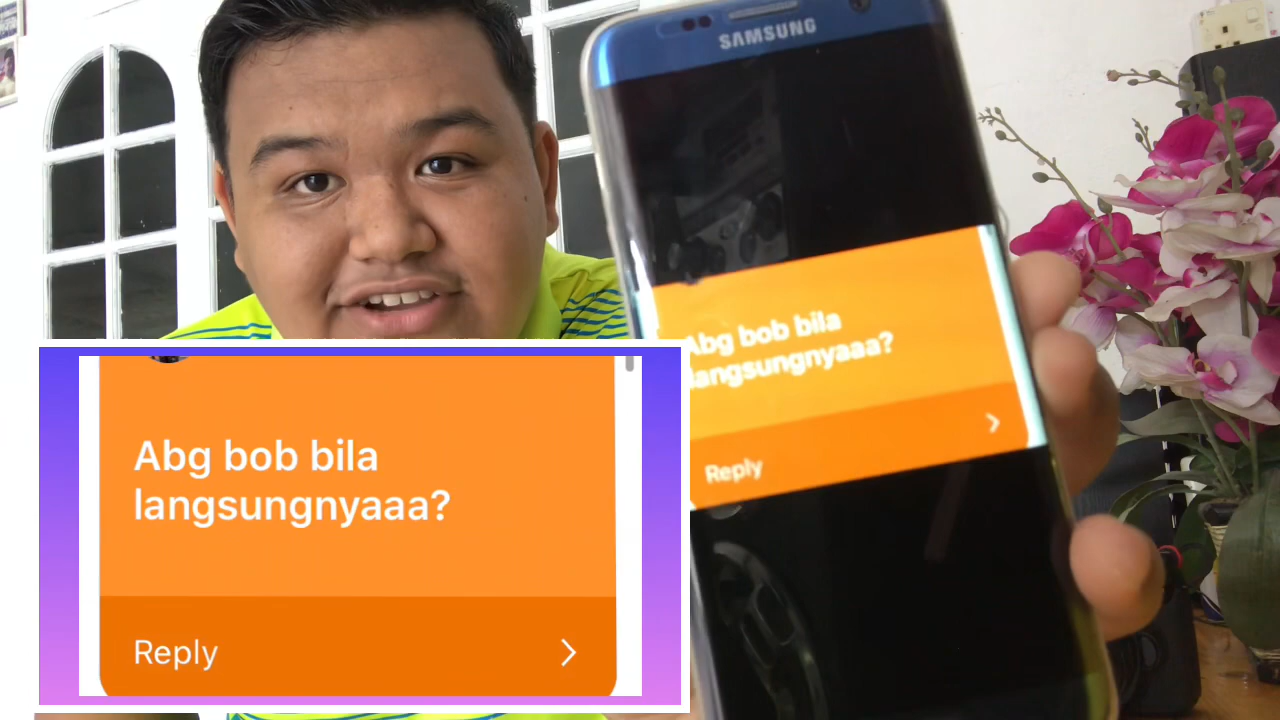 SAMSUNG
Abg bob bila
langsungnyaaa?
Reply
Abg bob bila
langsungnyaaa?
Reply